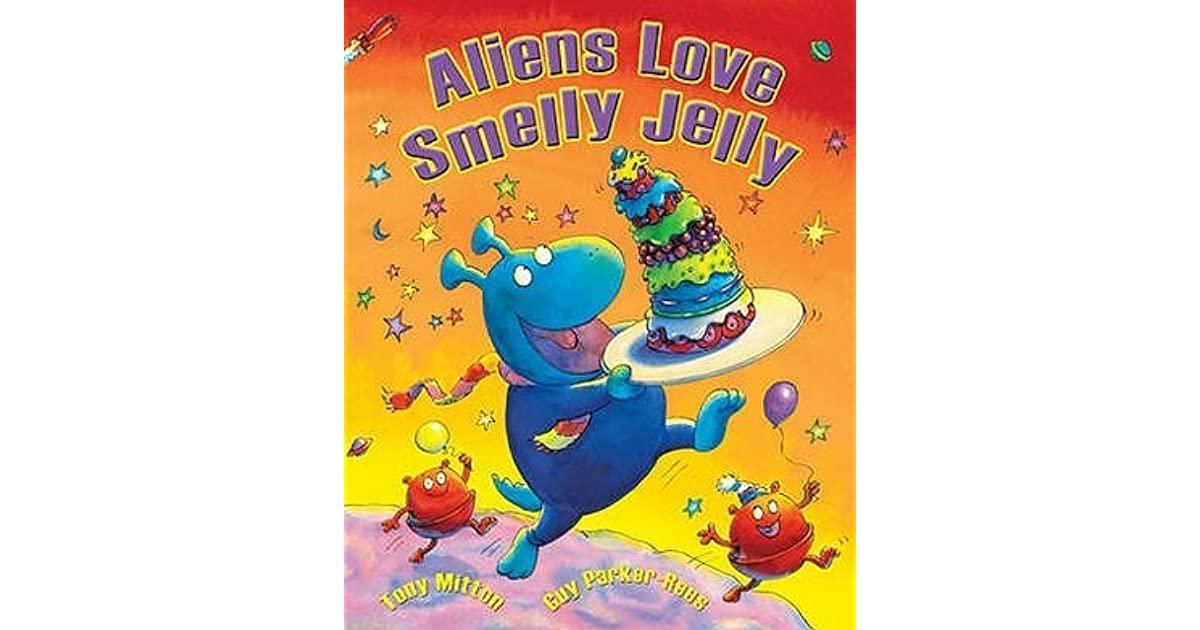 Aliens Love
Smelly Jelly
Tony Mitton
Guy Parker-Rees